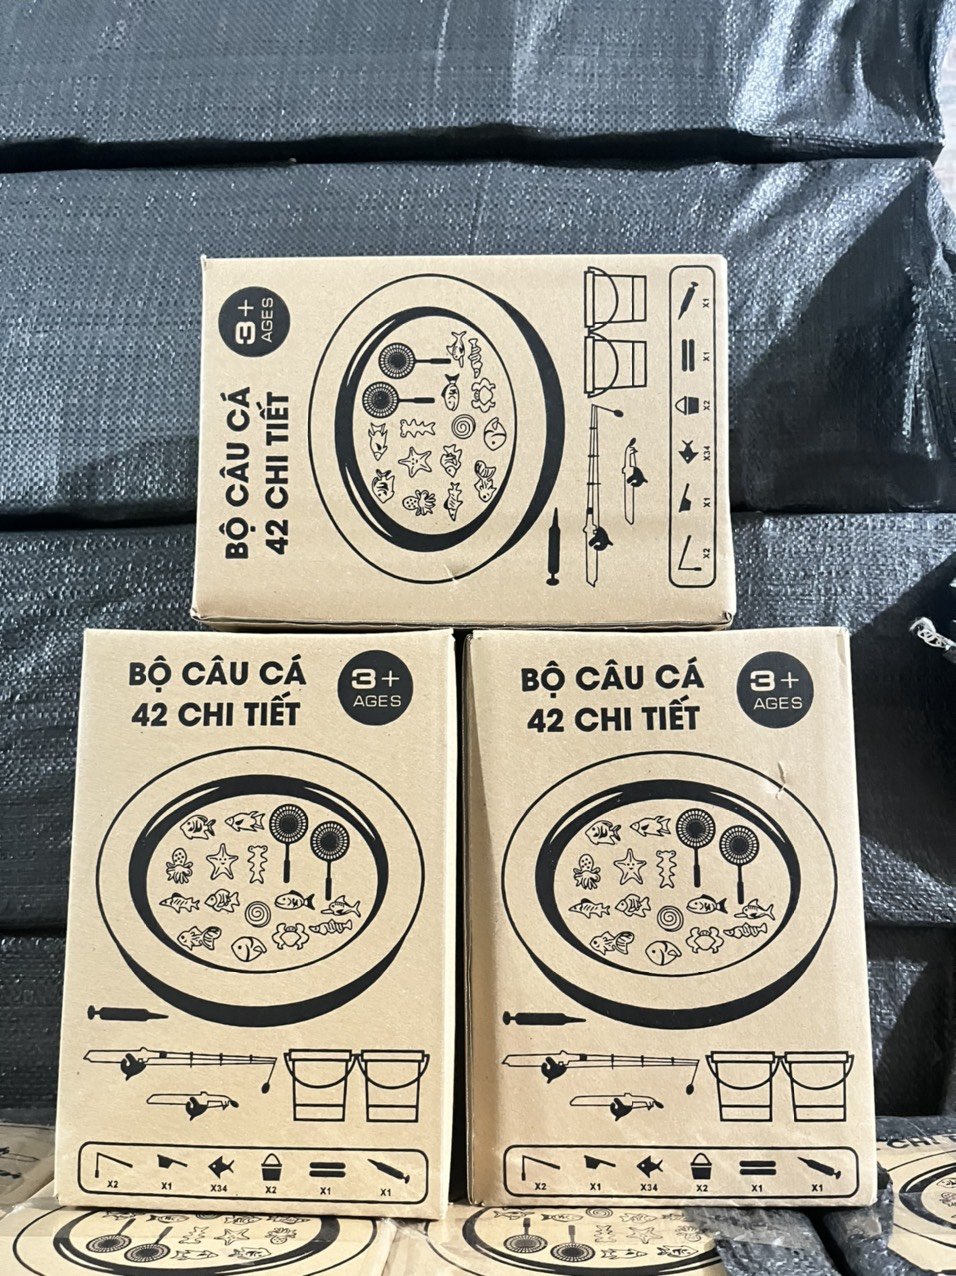 BỘ CÂU CÁ
42 CHI TIẾT
3+
AGES
X1
X1
X2
X34
X1
X2
BỘ CÂU CÁ
42 CHI TIẾT
3+
AGES
X2
X1
X34
X2
X1
X1
BỘ CÂU CÁ
42 CHI TIẾT
3+
AGES
X2
X1
X34
X2
X1
X1
CHI TIẾT